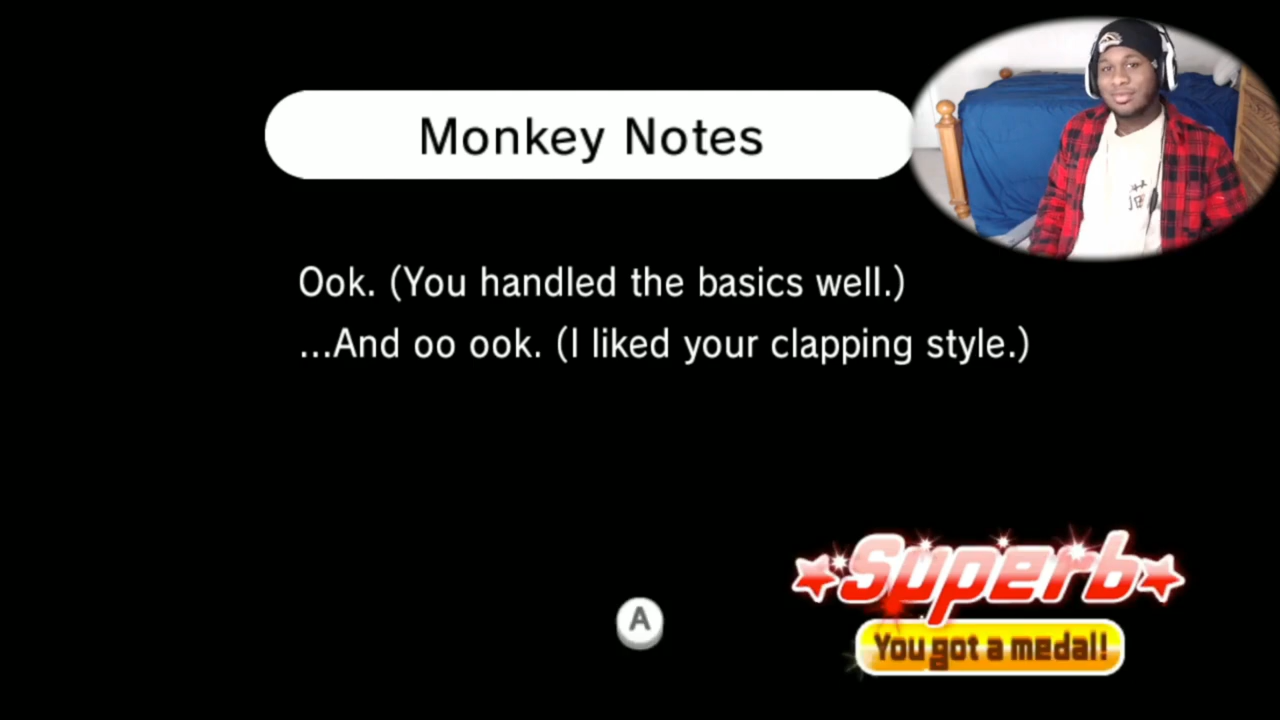 Monkey Notes
Ook. (You handled the basics well.)
...And oo ook. (I liked your clapping style.)
A
Superb
You got a medal!